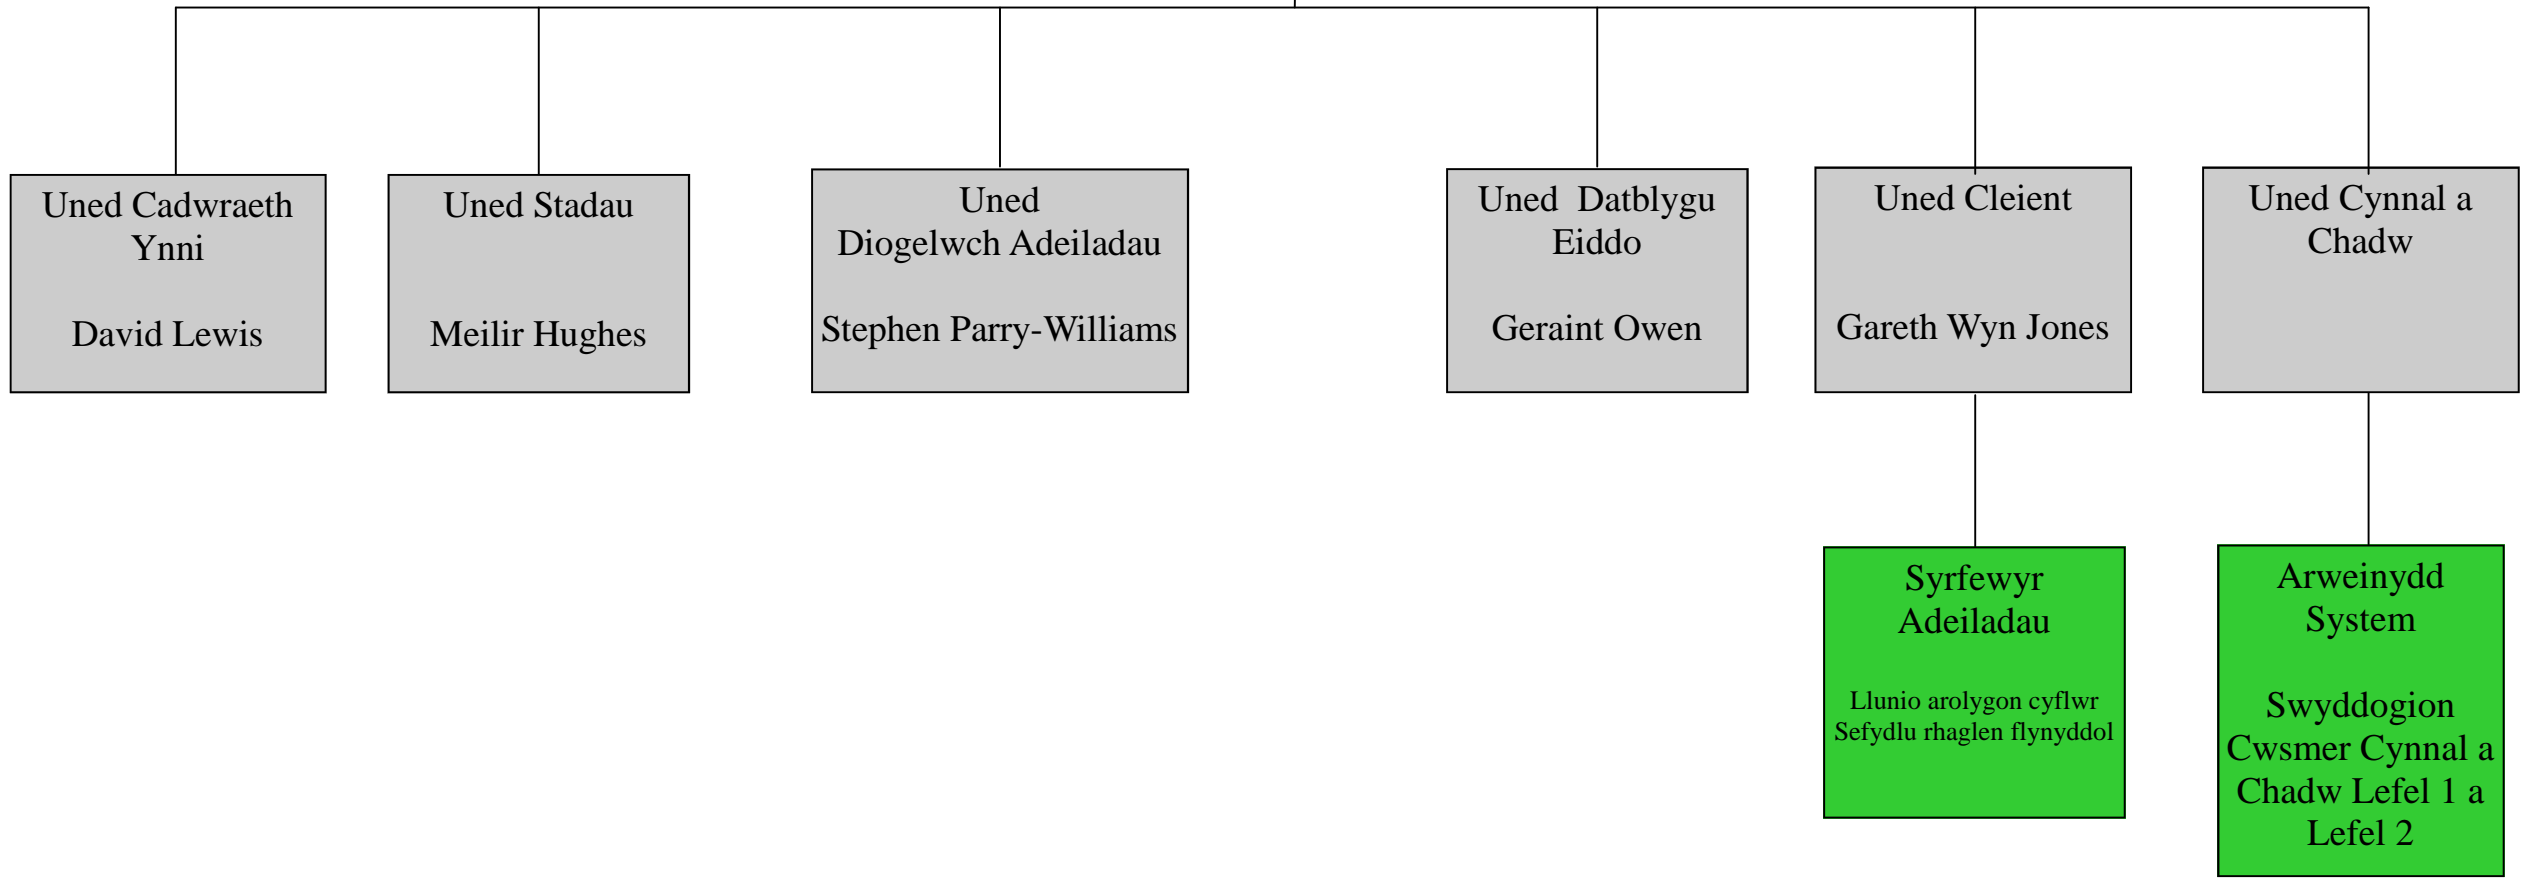 Uned Cadwraeth
Ynni
David Lewis
Uned Stadau
Meilir Hughes
Uned
Diogelwch Adeiladau
Stephen Parry-Williams
Uned Datblygu
Eiddo
Geraint Owen
Uned Cleient
Gareth Wyn Jones
Uned Cynnal a
Chadw
Syrfewyr
Adeiladau
Llunio arolygon cyflwr
Sefydlu rhaglen flynyddol
Arweinydd
System
Swyddogion
Cwsmer Cynnal a
Chadw Lefel 1 a
Lefel 2